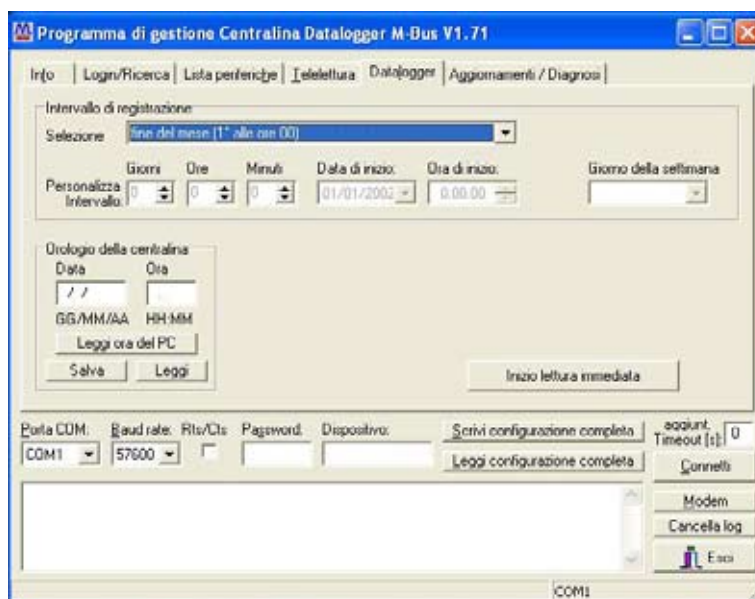 Programma di gestione Centralina Datalogger M-Bus V1.71
Info Login/Ricerca Lista periferiche Telelettura Datalogger Aggiornamenti / Diagnosi
Intervallo di registrazione
Selezione fine del mese (1° alle ore 00)
Giorni Ore Minuti Data di inizio: Ora di inizio: Giorno della settimana
Personalizza Intervallo: 0 0 0 01/01/2002 0.00.00
Orologio della centralina
Data Ora
/ /
GG/MM/AA HH:MM
Leggi ora del PC
Salva Leggi
Inizio lettura immediata
Porta COM: Baud rate: Rts/Cts Password: Dispositivo: Scrivi configurazione completa aggiunt. Timeout [s]: 0
COM1 57600 Leggi configurazione completa Connetti
Modem
Cancella log
Esci
COM1